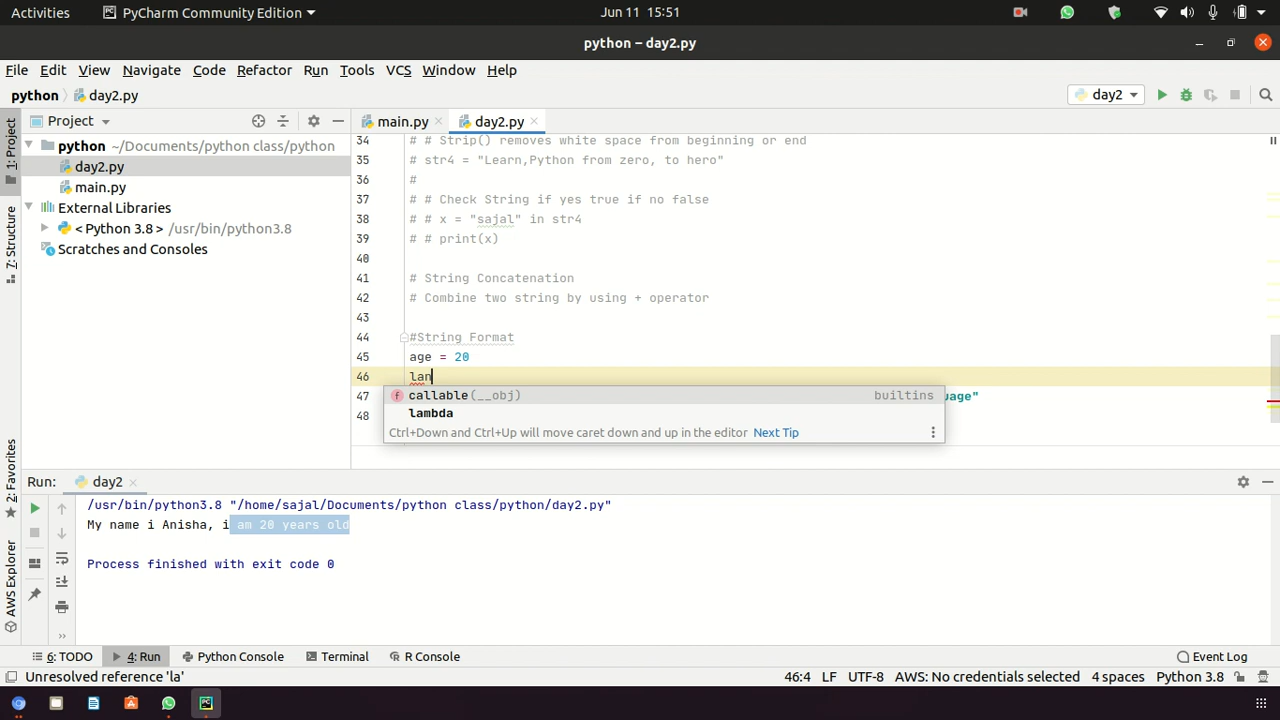 Activities PyCharm Community Edition Jun 11 15:51
python – day2.py
File Edit View Navigate Code Refactor Run Tools VCS Window Help
python day2.py day2
Project main.py day2.py
1: Project
7: Structure
2: Favorites
AWS Explorer
python ~/Documents/python class/python
day2.py
main.py
External Libraries
< Python 3.8 > /usr/bin/python3.8
Scratches and Consoles
34 # # Strip() removes white space from beginning or end
35 # str4 = "Learn,Python from zero, to hero"
36 #
37 # # Check String if yes true if no false
38 # # x = "sajal" in str4
39 # # print(x)
40
41 # String Concatenation
42 # Combine two string by using + operator
43
44 #String Format
45 age = 20
46 lan
47 uage"
48
callable(__obj) builtins
lambda
Ctrl+Down and Ctrl+Up will move caret down and up in the editor Next Tip
Run: day2
/usr/bin/python3.8 "/home/sajal/Documents/python class/python/day2.py"
My name i Anisha, i am 20 years old
Process finished with exit code 0
6: TODO 4: Run Python Console Terminal R Console Event Log
Unresolved reference 'la' 46:4 LF UTF-8 AWS: No credentials selected 4 spaces Python 3.8